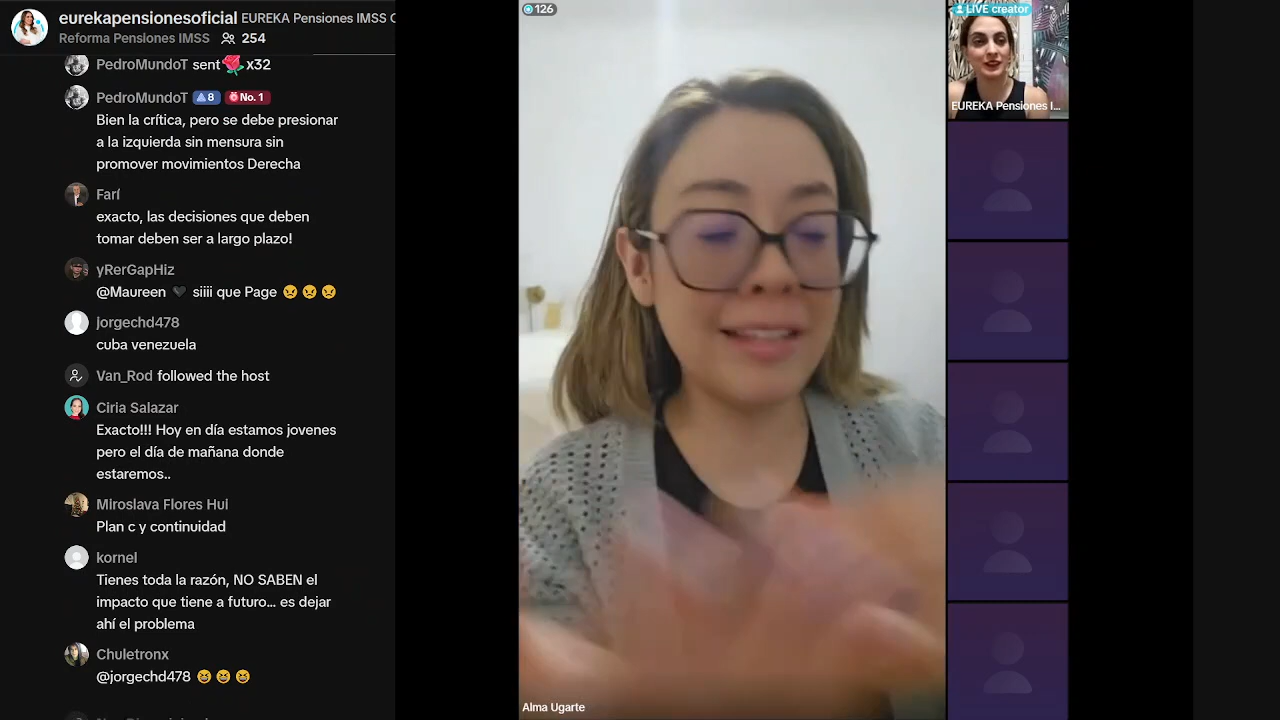 eurekapensionesoficial EUREKA Pensiones IMSS
Reforma Pensiones IMSS 254
PedroMundoT sent x32
PedroMundoT 8 No. 1
Bien la crítica, pero se debe presionar
a la izquierda sin mensura sin
promover movimientos Derecha
Farí
exacto, las decisiones que deben
tomar deben ser a largo plazo!
yRerGapHiz
@Maureen 🖤 siiii que Page 😠 😠 😠
jorgechd478
cuba venezuela
Van_Rod followed the host
Ciria Salazar
Exacto!!! Hoy en día estamos jovenes
pero el día de mañana donde
estaremos..
Miroslava Flores Hui
Plan c y continuidad
kornel
Tienes toda la razón, NO SABEN el
impacto que tiene a futuro... es dejar
ahí el problema
Chuletronx
@jorgechd478 😆 😆 😆
126
Alma Ugarte
LIVE creator
EUREKA Pensiones I...